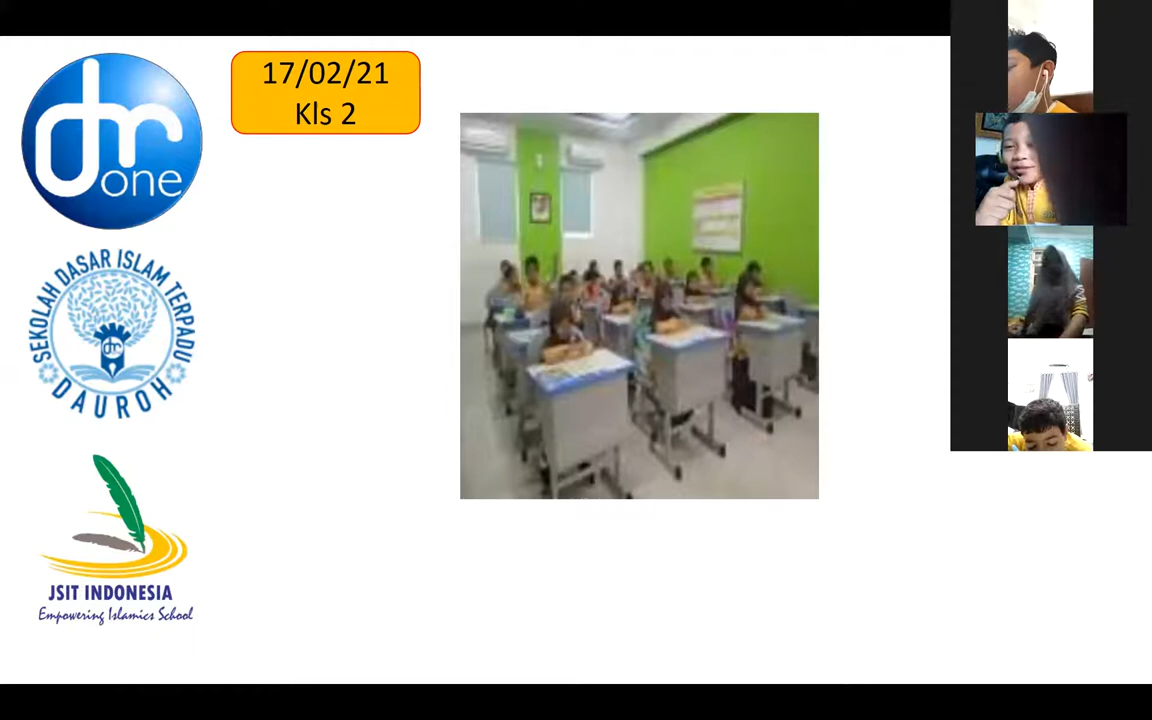 17/02/21
Kls 2
dr
one
SEKOLAH DASAR ISLAM TERPADU
DAUROH
JSIT INDONESIA
Empowering Islamics School